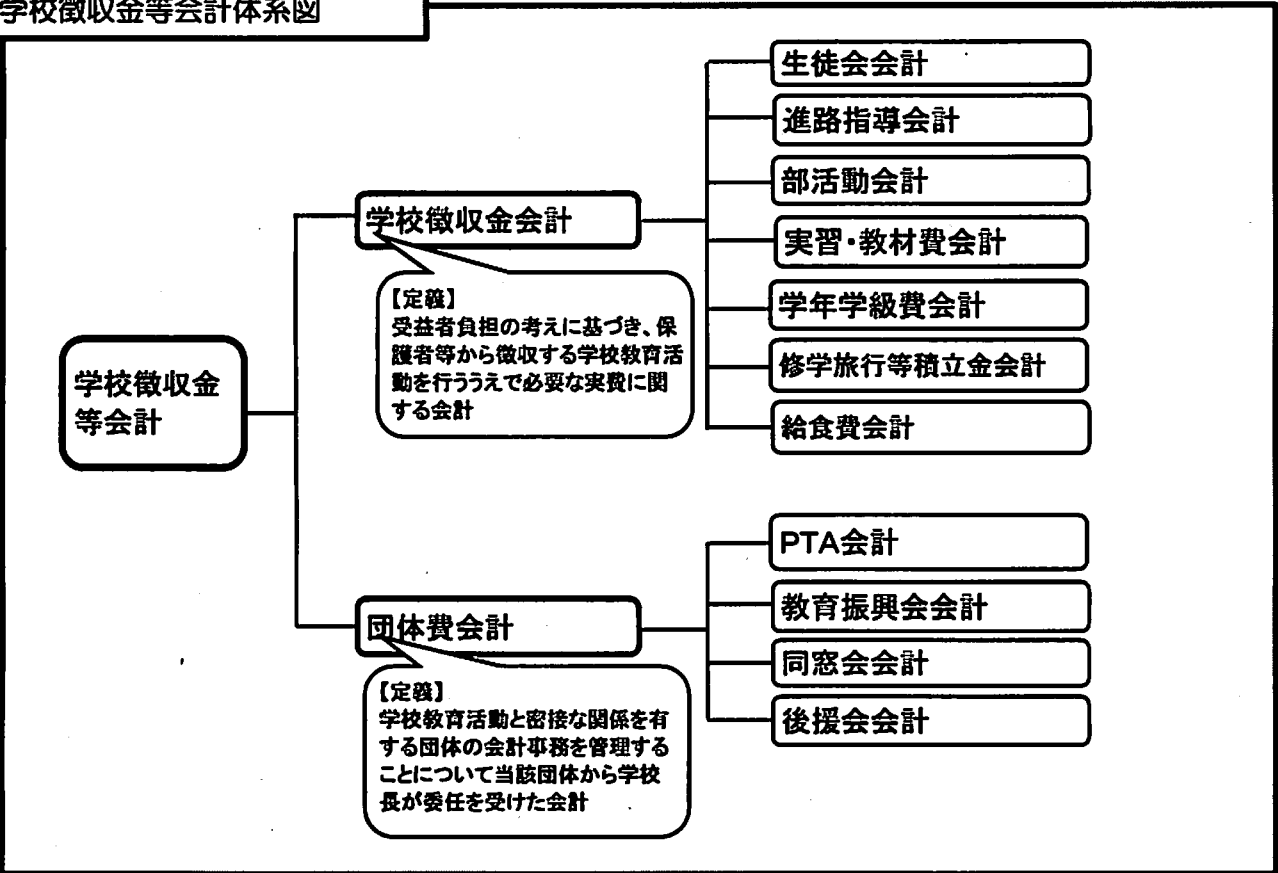 学校徴収金等会計体系図
生徒会会計
進路指導会計
部活動会計
学校徴収金会計
実習・教材費会計
【定義】
受益者負担の考えに基づき、保
護者等から徴収する学校教育活
動を行ううえで必要な実費に関
する会計
学年学級費会計
修学旅行等積立金会計
給食費会計
学校徴収金
等会計
PTA会計
教育振興会会計
団体費会計
同窓会会計
後援会会計
【定義】
学校教育活動と密接な関係を有
する団体の会計事務を管理する
ことについて当該団体から学校
長が委任を受けた会計